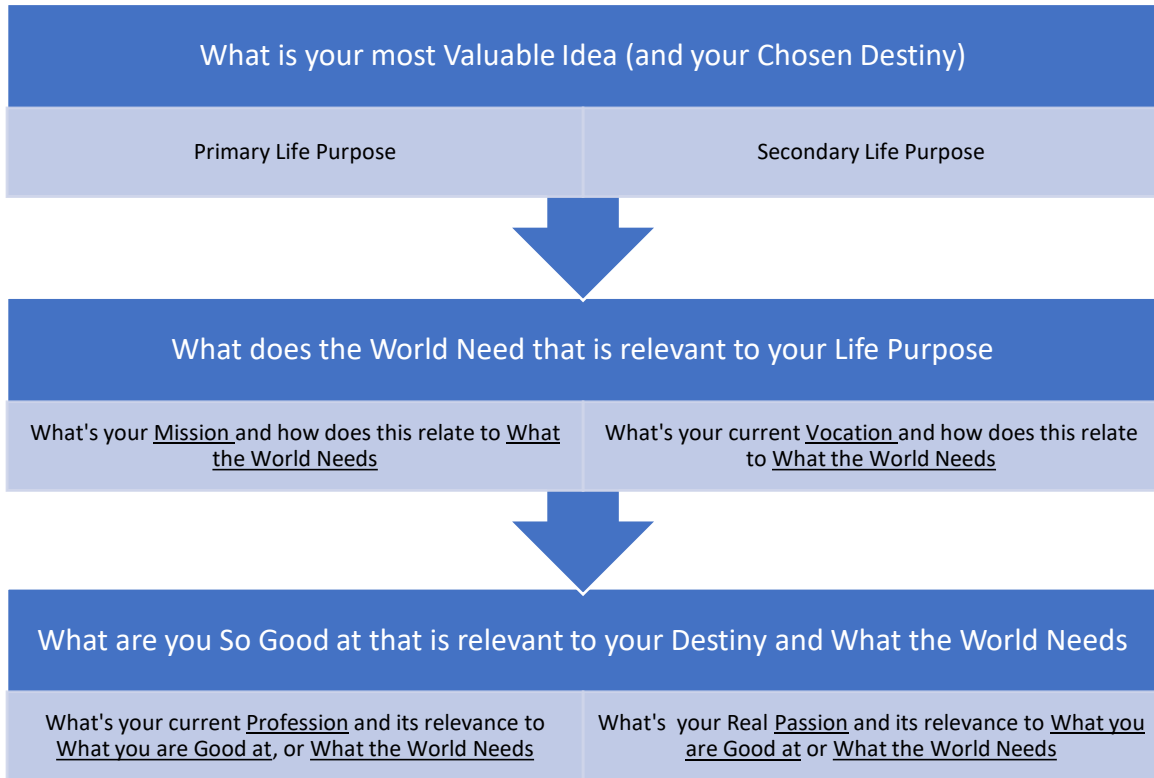 What is your most Valuable Idea (and your Chosen Destiny)
Primary Life Purpose
Secondary Life Purpose
What does the World Need that is relevant to your Life Purpose
What's your Mission and how does this relate to What
the World Needs
What's your current Vocation and how does this relate
to What the World Needs
What are you So Good at that is relevant to your Destiny and What the World Needs
What's your current Profession and its relevance to
What you are Good at, or What the World Needs
What's  your Real Passion and its relevance to What you
are Good at or What the World Needs